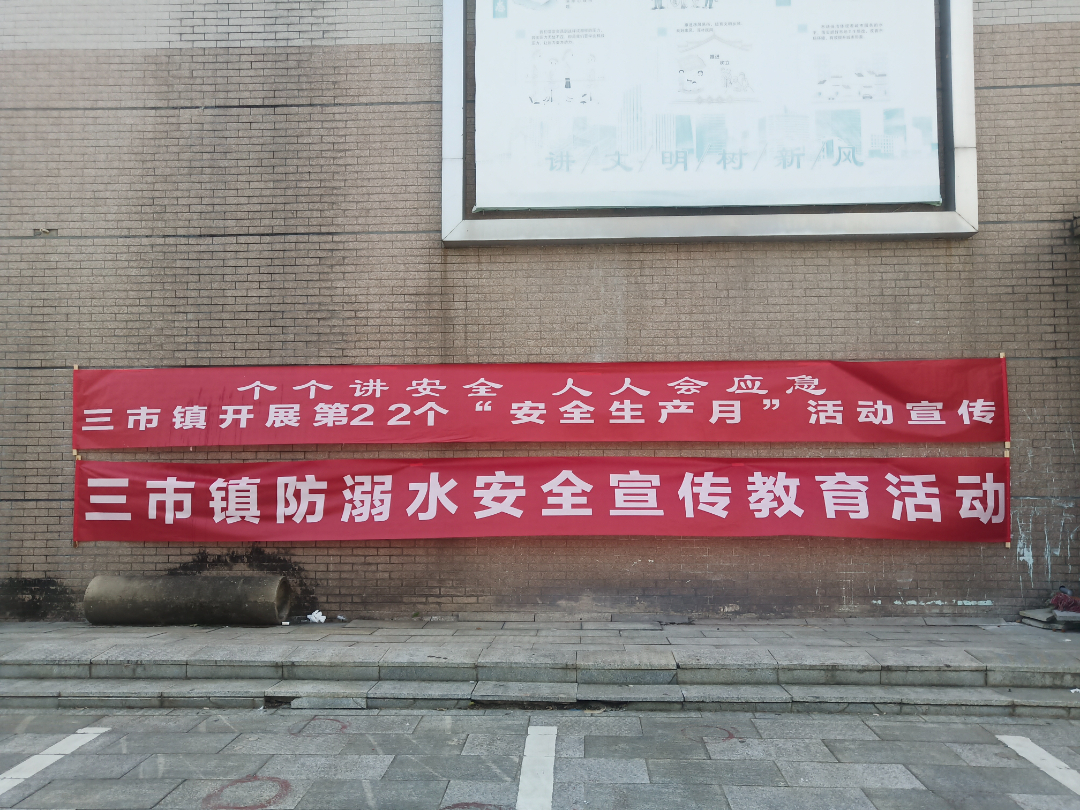 讲/文/明/树/新/风
个个讲安全 人人会应急
三市镇开展第22个“安全生产月”活动宣传
三市镇防溺水安全宣传教育活动